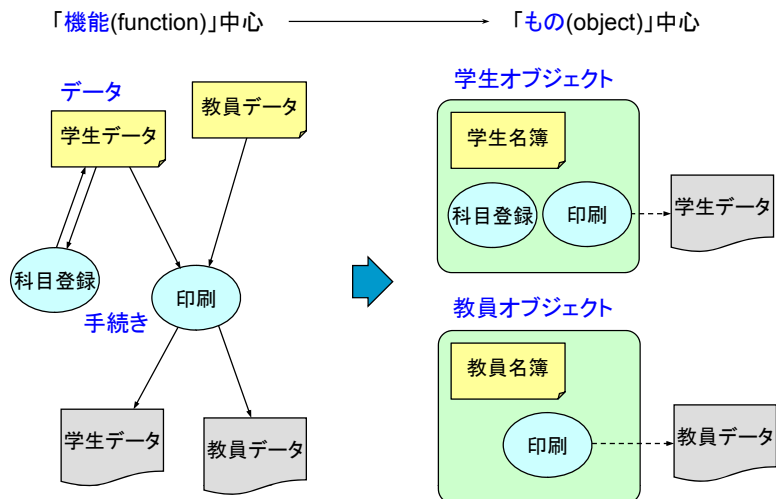 「機能(function)」中心
「もの(object)」中心
データ
学生データ
教員データ
科目登録
手続き
印刷
学生データ
教員データ
学生オブジェクト
学生名簿
科目登録
印刷
学生データ
教員オブジェクト
教員名簿
印刷
教員データ